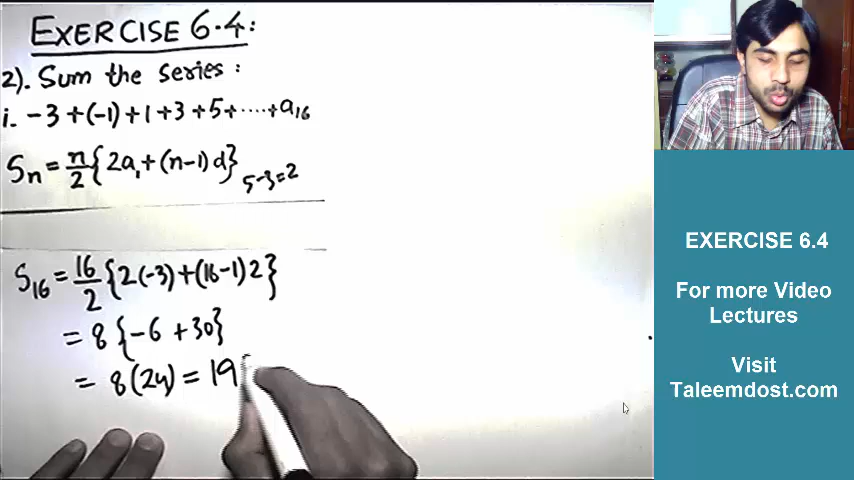 EXERCISE 6.4:
2). Sum the series:
i. -3 + (-1) + 1 + 3 + 5 + ..... + a₁₆
Sₙ = n/2 {2a₁ + (n-1) d}
5-3=2
S₁₆ = 16/2 {2(-3) + (16-1) 2}
= 8 {-6 + 30}
= 8 (24) = 19
EXERCISE 6.4
For more Video
Lectures
Visit
Taleemdost.com